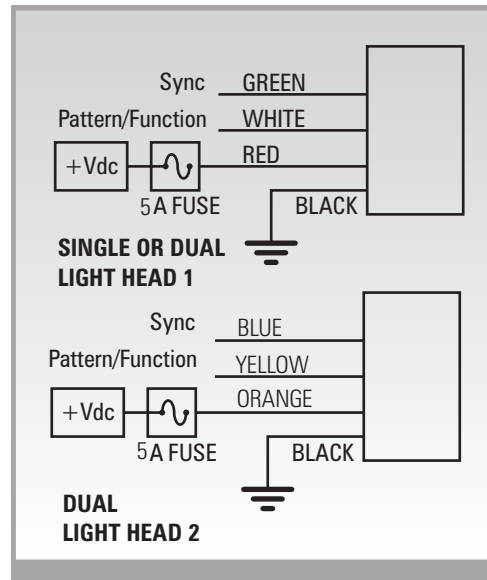 Sync GREEN
Pattern/Function WHITE
+Vdc RED
5A FUSE BLACK
SINGLE OR DUAL
LIGHT HEAD 1
Sync BLUE
Pattern/Function YELLOW
+Vdc ORANGE
5A FUSE BLACK
DUAL
LIGHT HEAD 2